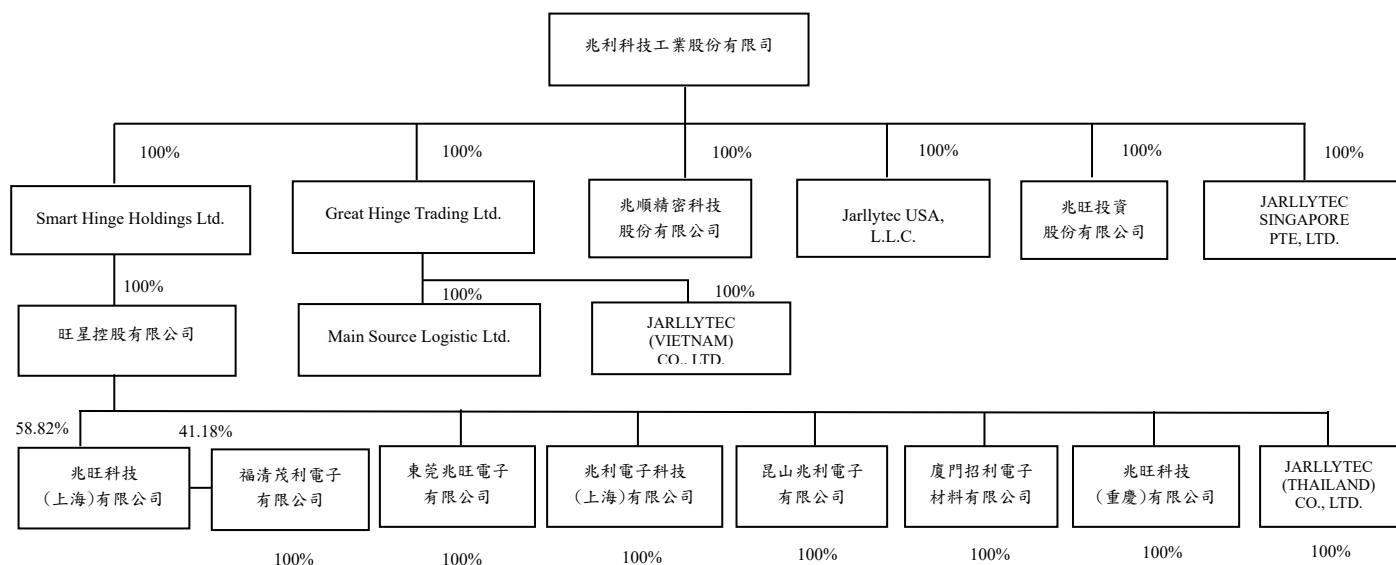 兆利科技工業股份有限公司
100%
100%
100%
100%
100%
100%
Smart Hinge Holdings Ltd.
Great Hinge Trading Ltd.
兆順精密科技
股份有限公司
Jarllytec USA,
L.L.C.
兆旺投資
股份有限公司
JARLLYTEC
SINGAPORE
PTE, LTD.
100%
100%
100%
旺星控股有限公司
Main Source Logistic Ltd.
JARLLYTEC
(VIETNAM)
CO., LTD.
58.82%
41.18%
兆旺科技
(上海)有限公司
福清茂利電子
有限公司
東莞兆旺電子
有限公司
兆利電子科技
(上海)有限公司
昆山兆利電子
有限公司
廈門招利電子
材料有限公司
兆旺科技
(重慶)有限公司
JARLLYTEC
(THAILAND)
CO., LTD.
100%
100%
100%
100%
100%
100%
100%